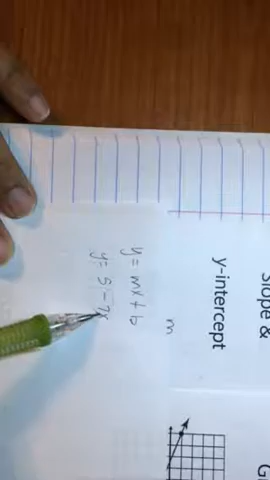 Slope &
y-intercept
G
m
y = mx + b
y = 5 - 7x